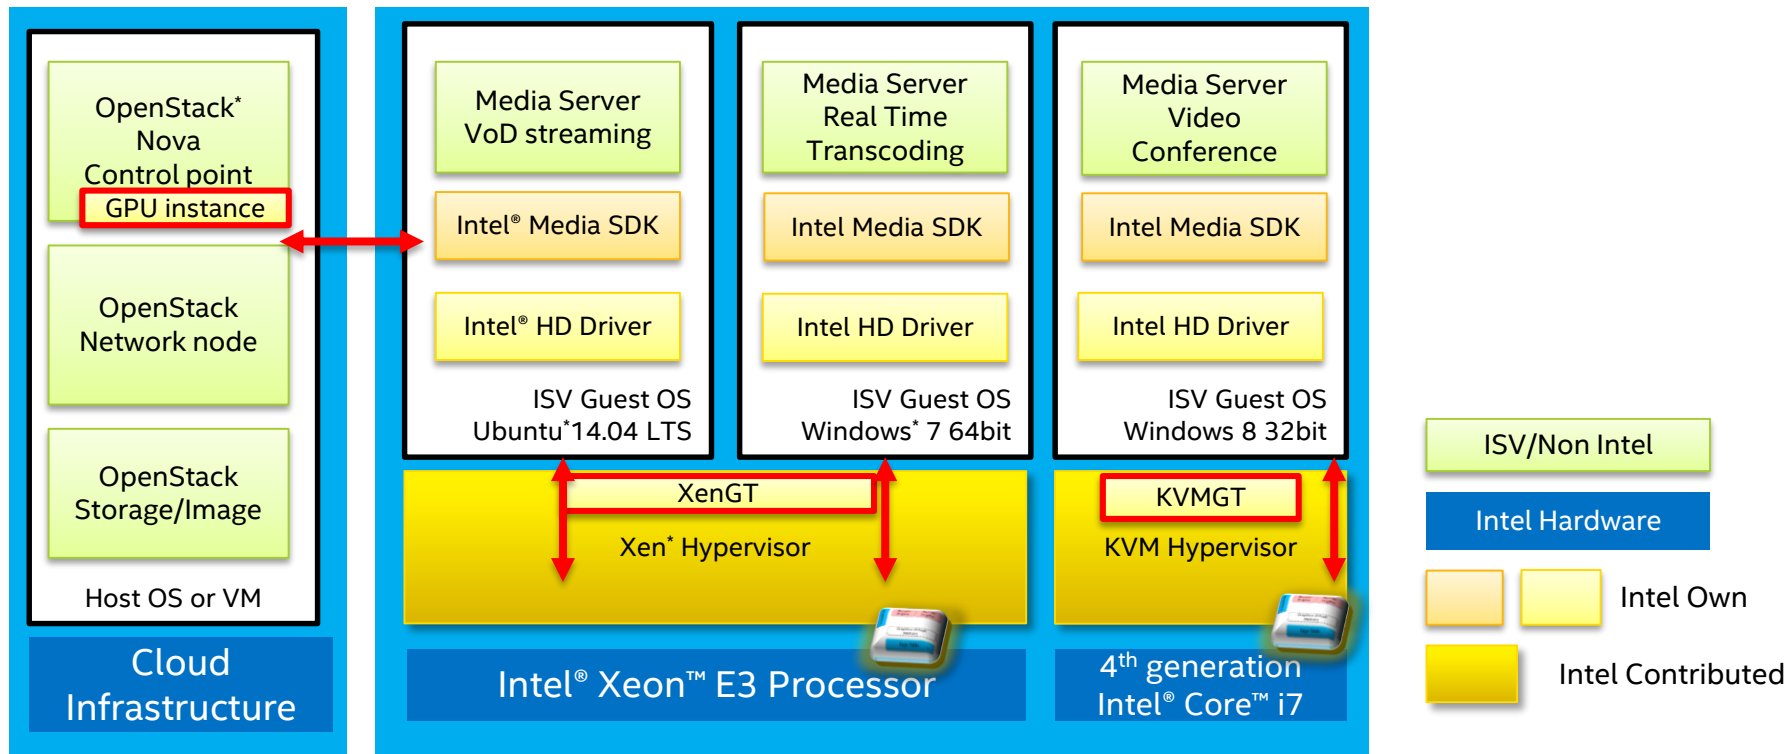 OpenStack*
Nova
Control point
GPU instance
OpenStack
Network node
OpenStack
Storage/Image
Host OS or VM
Cloud
Infrastructure
Media Server
VoD streaming
Intel® Media SDK
Intel® HD Driver
ISV Guest OS
Ubuntu*14.04 LTS
Media Server
Real Time
Transcoding
Intel Media SDK
Intel HD Driver
ISV Guest OS
Windows* 7 64bit
Media Server
Video
Conference
Intel Media SDK
Intel HD Driver
ISV Guest OS
Windows 8 32bit
XenGT
Xen* Hypervisor
KVMGT
KVM Hypervisor
Intel® Xeon™ E3 Processor
4th generation
Intel® Core™ i7
ISV/Non Intel
Intel Hardware
Intel Own
Intel Contributed